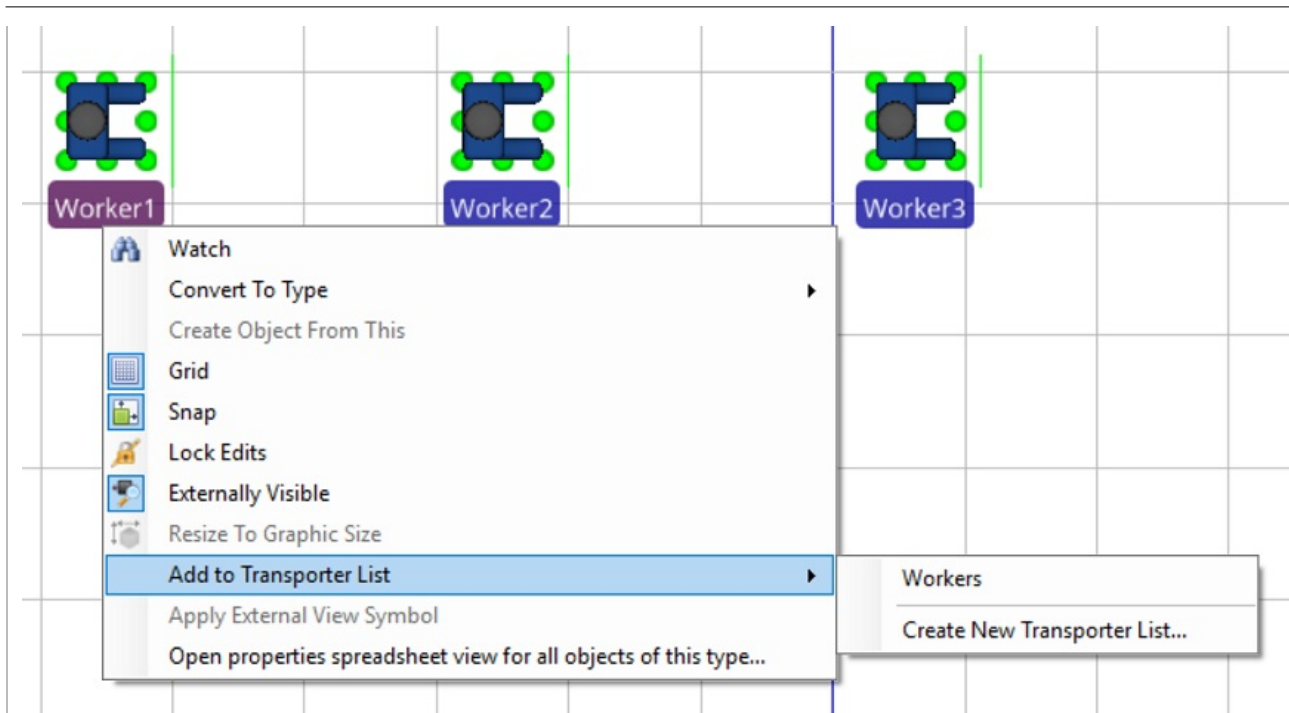 Worker1
Worker2
Worker3
Watch
Convert To Type
Create Object From This
Grid
Snap
Lock Edits
Externally Visible
Resize To Graphic Size
Add to Transporter List
Workers
Apply External View Symbol
Create New Transporter List...
Open properties spreadsheet view for all objects of this type...